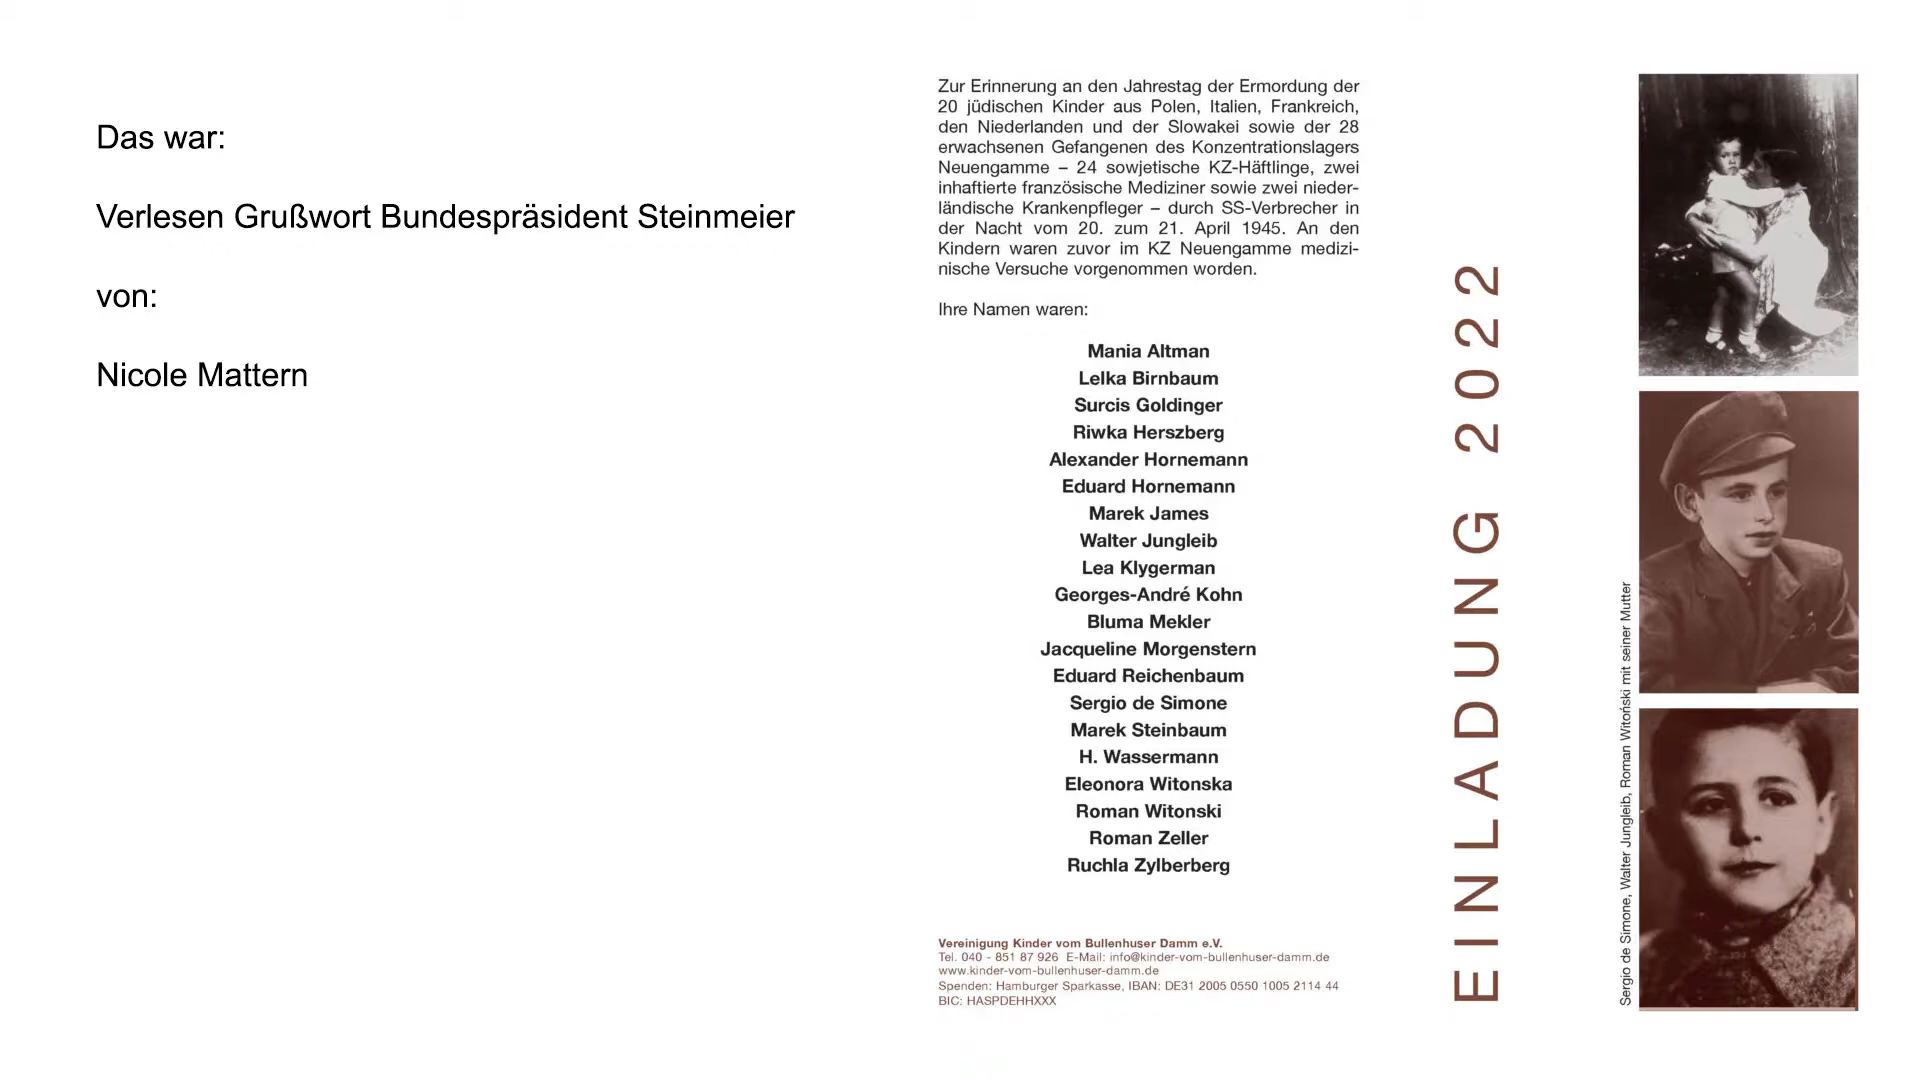 Das war:
Verlesen Grußwort Bundespräsident Steinmeier
von:
Nicole Mattern
Zur Erinnerung an den Jahrestag der Ermordung der
20 jüdischen Kinder aus Polen, Italien, Frankreich,
den Niederlanden und der Slowakei sowie der 28
erwachsenen Gefangenen des Konzentrationslagers
Neuengamme – 24 sowjetische KZ-Häftlinge, zwei
inhaftierte französische Mediziner sowie zwei nieder-
ländische Krankenpfleger – durch SS-Verbrecher in
der Nacht vom 20. zum 21. April 1945. An den
Kindern waren zuvor im KZ Neuengamme medizi-
nische Versuche vorgenommen worden.
Ihre Namen waren:
Mania Altman
Lelka Birnbaum
Surcis Goldinger
Riwka Herszberg
Alexander Hornemann
Eduard Hornemann
Marek James
Walter Jungleib
Lea Klygerman
Georges-André Kohn
Bluma Mekler
Jacqueline Morgenstern
Eduard Reichenbaum
Sergio de Simone
Marek Steinbaum
H. Wassermann
Eleonora Witonska
Roman Witonski
Roman Zeller
Ruchla Zylberberg
Vereinigung Kinder vom Bullenhuser Damm e.V.
Tel. 040 - 851 87 926 E-Mail: info@kinder-vom-bullenhuser-damm.de
www.kinder-vom-bullenhuser-damm.de
Spenden: Hamburger Sparkasse, IBAN: DE31 2005 0550 1005 2114 44
BIC: HASPDEHHXXX
EINLADUNG 2022
Sergio de Simone, Walter Jungleib, Roman Witoński mit seiner Mutter